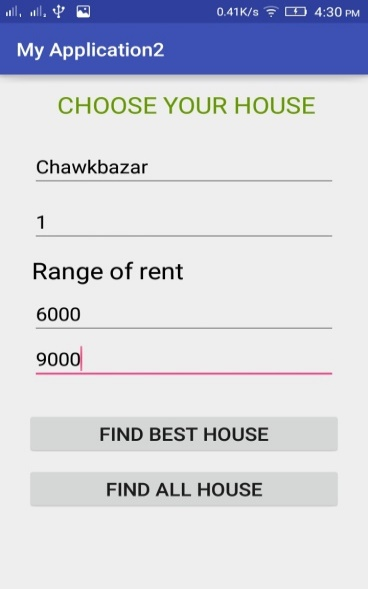 0.41K/s 4:30 PM
My Application2
CHOOSE YOUR HOUSE
Chawkbazar
1
Range of rent
6000
9000
FIND BEST HOUSE
FIND ALL HOUSE